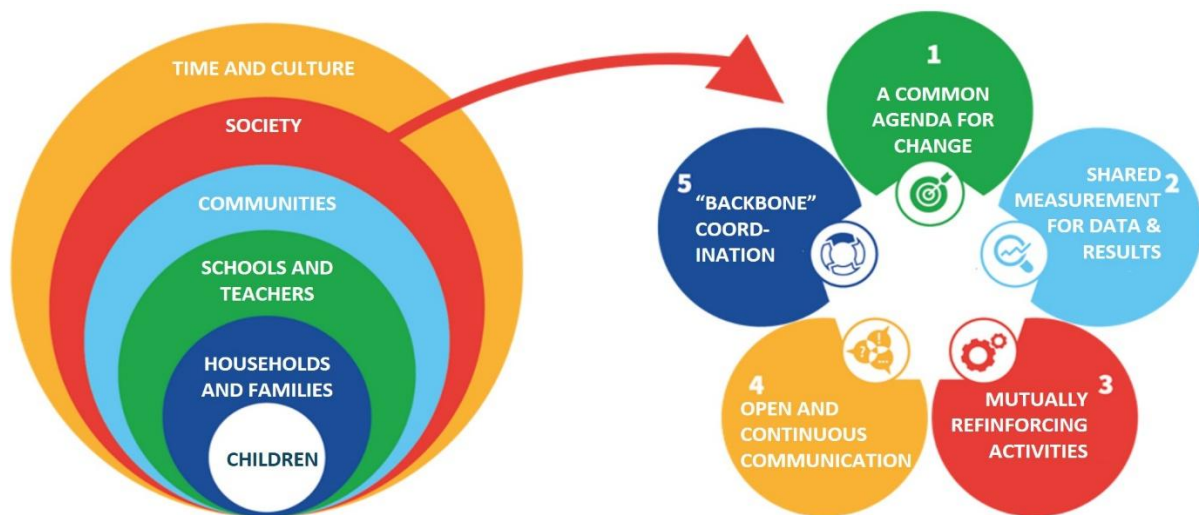 TIME AND CULTURE
SOCIETY
COMMUNITIES
SCHOOLS AND
TEACHERS
HOUSEHOLDS
AND FAMILIES
CHILDREN
1
A COMMON
AGENDA FOR
CHANGE
2
SHARED
MEASUREMENT
FOR DATA &
RESULTS
3
MUTUALLY
REFINFORCING
ACTIVITIES
4
OPEN AND
CONTINUOUS
COMMUNICATION
? ! ...
5
“BACKBONE”
COORD-
INATION